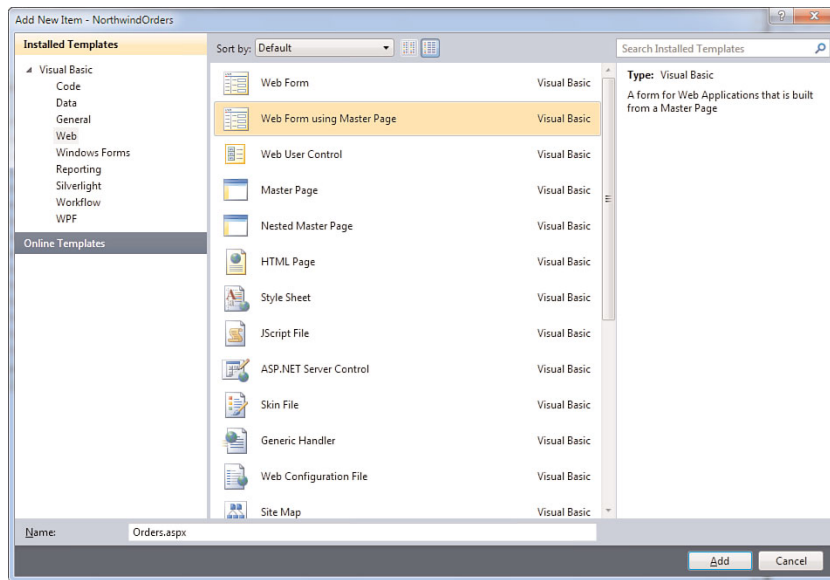 Add New Item - NorthwindOrders
Installed Templates
Visual Basic
Code
Data
General
Web
Windows Forms
Reporting
Silverlight
Workflow
WPF
Online Templates
Sort by: Default
Web Form Visual Basic
Web Form using Master Page Visual Basic
Web User Control Visual Basic
Master Page Visual Basic
Nested Master Page Visual Basic
HTML Page Visual Basic
Style Sheet Visual Basic
JScript File Visual Basic
ASP.NET Server Control Visual Basic
Skin File Visual Basic
Generic Handler Visual Basic
Web Configuration File Visual Basic
Site Map Visual Basic
Search Installed Templates
Type: Visual Basic
A form for Web Applications that is built
from a Master Page
Name: Orders.aspx
Add Cancel